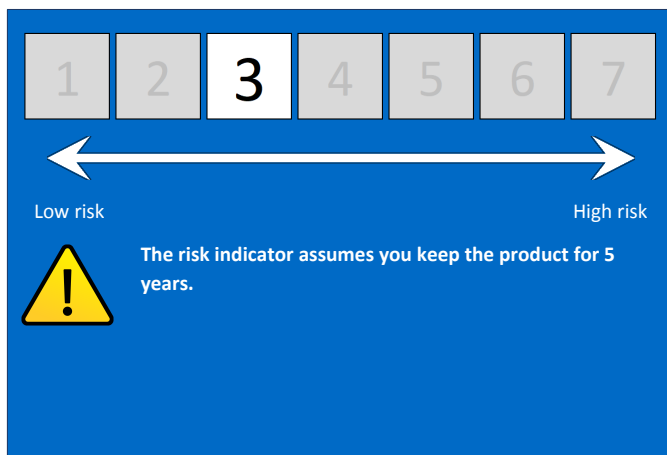 1 2 3 4 5 6 7
Low risk High risk
The risk indicator assumes you keep the product for 5
years.